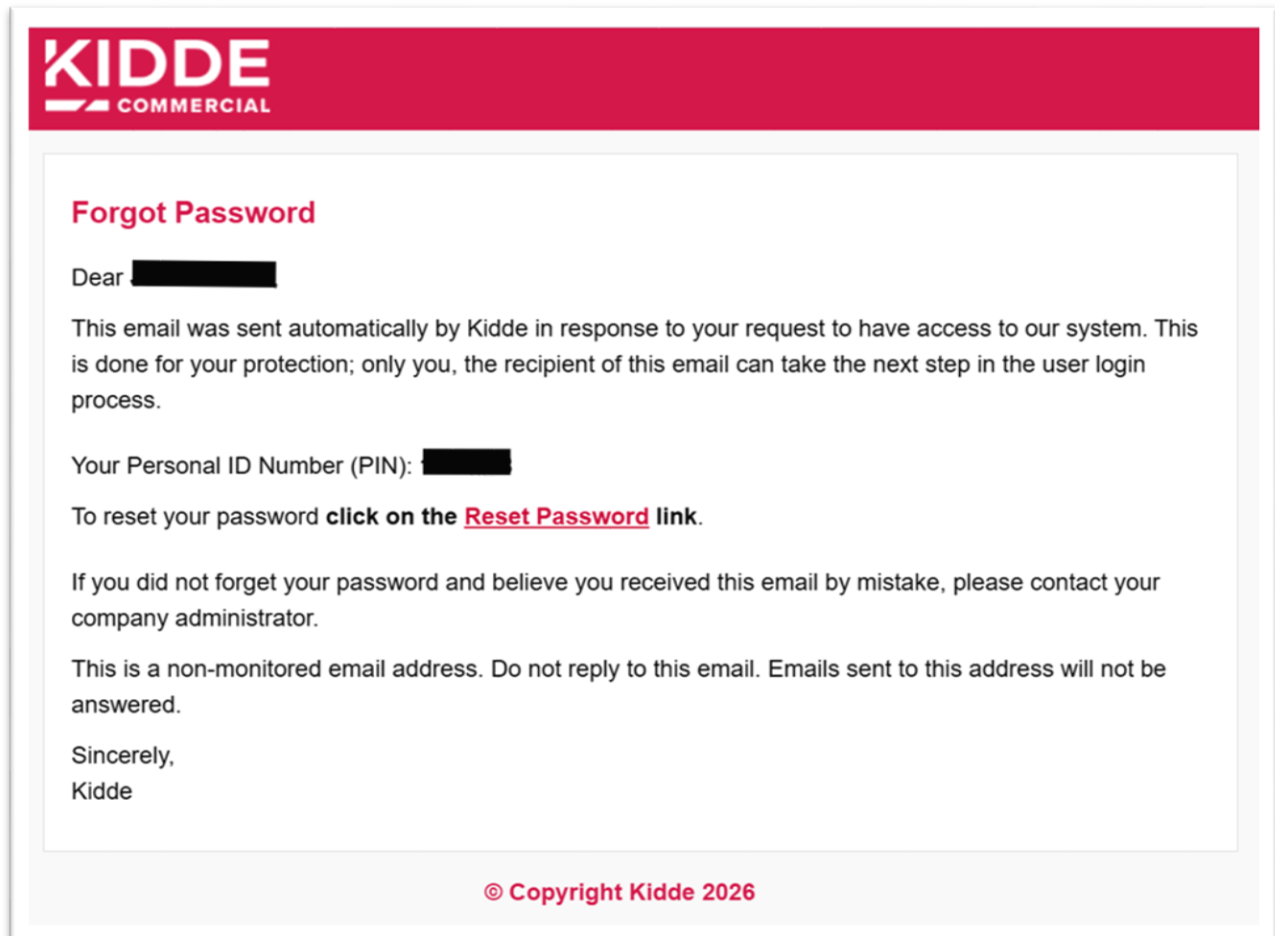 KIDDE
COMMERCIAL
Forgot Password
Dear
This email was sent automatically by Kidde in response to your request to have access to our system. This
is done for your protection; only you, the recipient of this email can take the next step in the user login
process.
Your Personal ID Number (PIN):
To reset your password click on the Reset Password link.
If you did not forget your password and believe you received this email by mistake, please contact your
company administrator.
This is a non-monitored email address. Do not reply to this email. Emails sent to this address will not be
answered.
Sincerely,
Kidde
© Copyright Kidde 2026